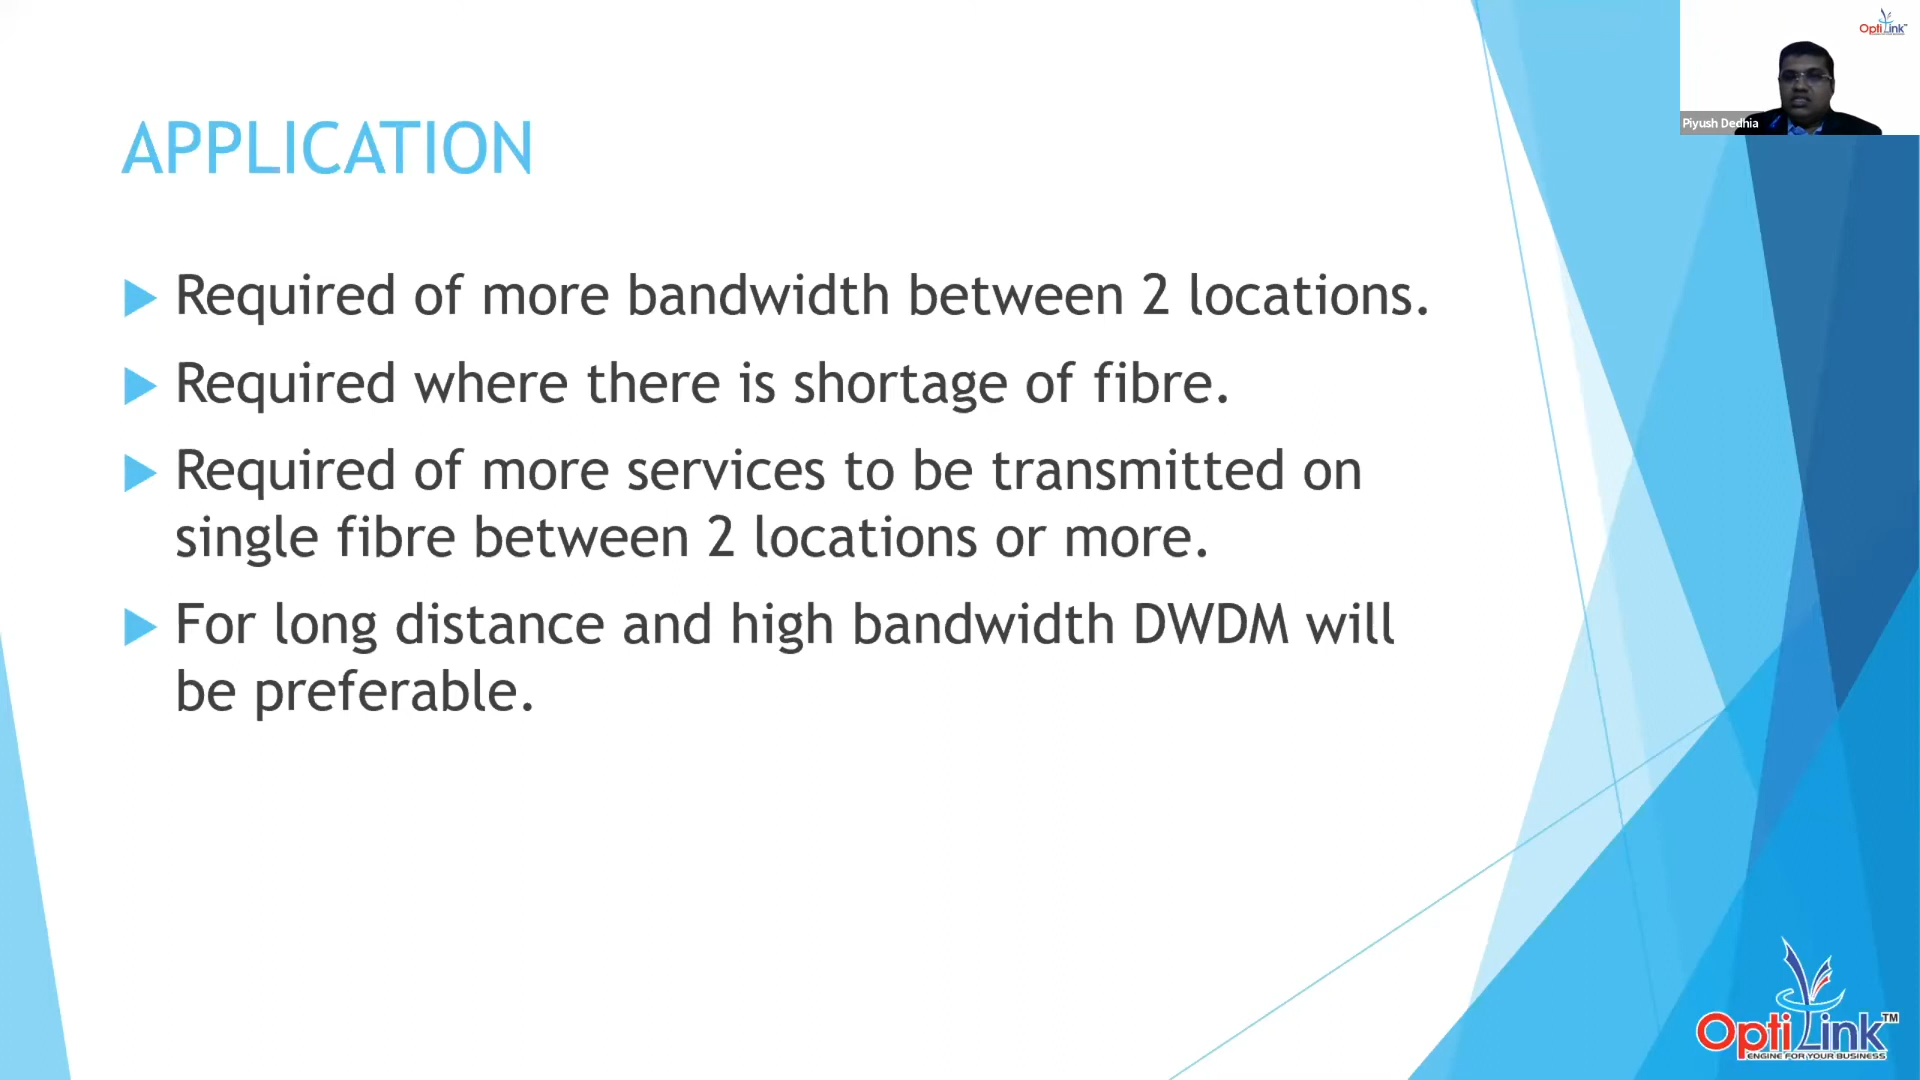 OptiLink™
Piyush Dedhia
APPLICATION
Required of more bandwidth between 2 locations.
Required where there is shortage of fibre.
Required of more services to be transmitted on
single fibre between 2 locations or more.
For long distance and high bandwidth DWDM will
be preferable.
OptiLink™
ENGINE FOR YOUR BUSINESS